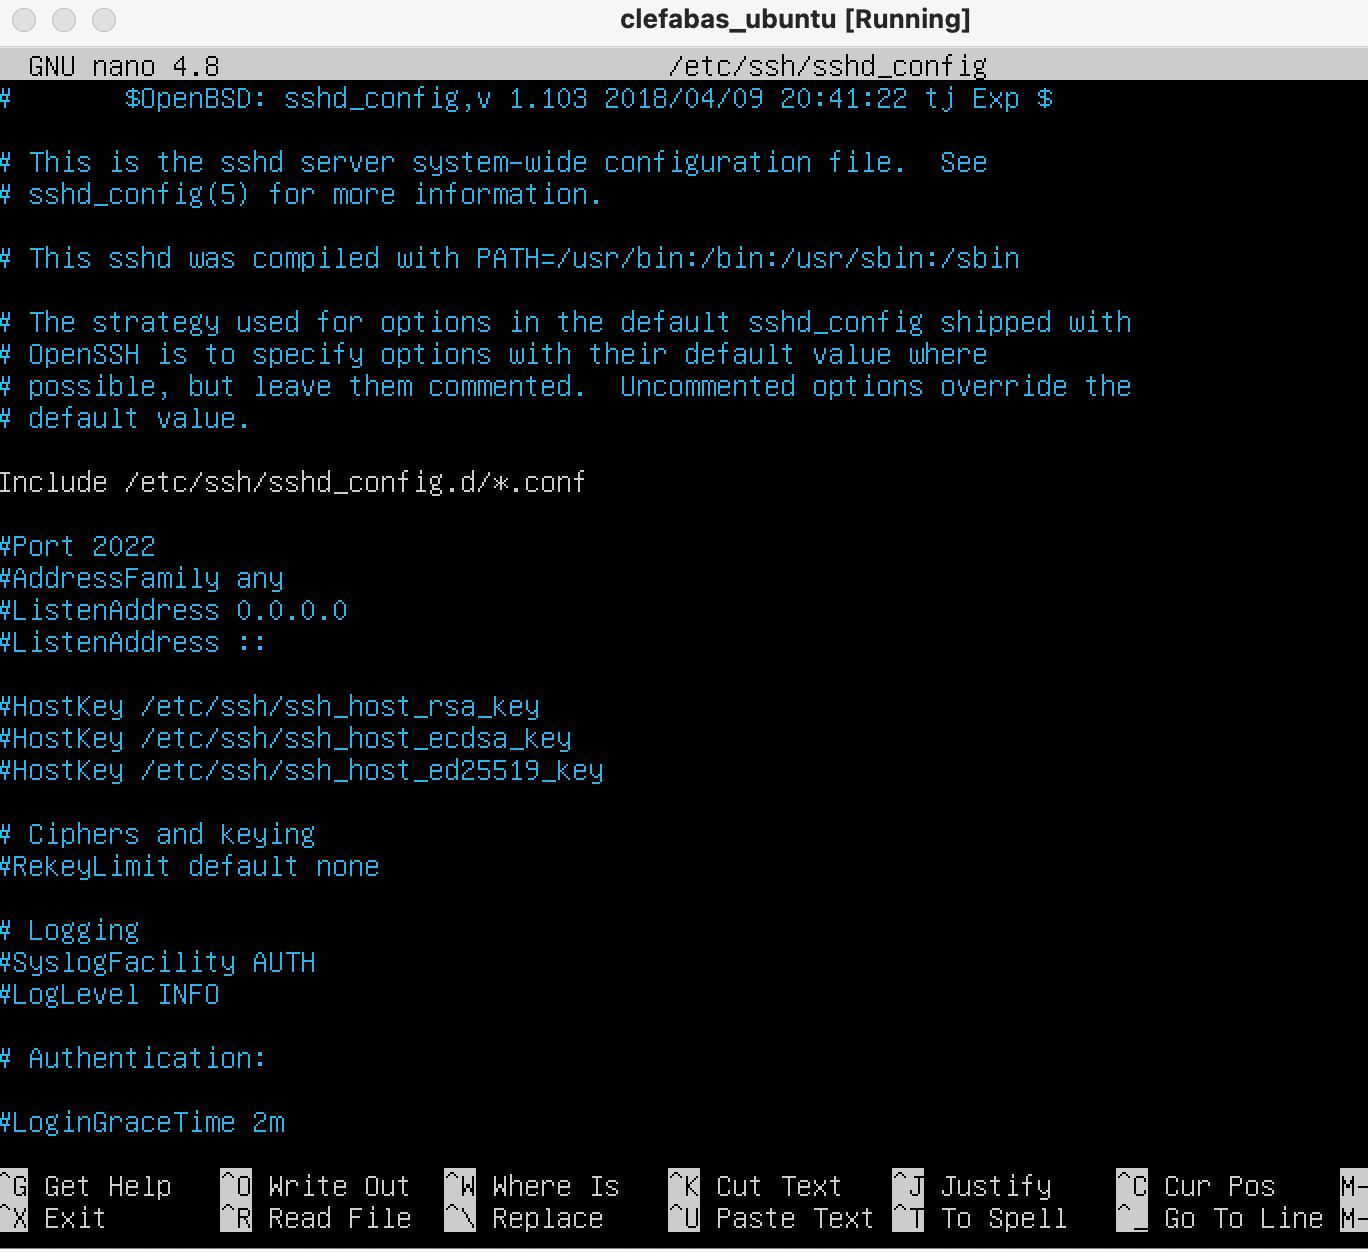 clefabas_ubuntu [Running]
GNU nano 4.8 /etc/ssh/sshd_config
# $OpenBSD: sshd_config,v 1.103 2018/04/09 20:41:22 tj Exp $
# This is the sshd server system-wide configuration file.  See
# sshd_config(5) for more information.
# This sshd was compiled with PATH=/usr/bin:/bin:/usr/sbin:/sbin
# The strategy used for options in the default sshd_config shipped with
# OpenSSH is to specify options with their default value where
# possible, but leave them commented.  Uncommented options override the
# default value.
Include /etc/ssh/sshd_config.d/*.conf
#Port 2022
#AddressFamily any
#ListenAddress 0.0.0.0
#ListenAddress ::
#HostKey /etc/ssh/ssh_host_rsa_key
#HostKey /etc/ssh/ssh_host_ecdsa_key
#HostKey /etc/ssh/ssh_host_ed25519_key
# Ciphers and keying
#RekeyLimit default none
# Logging
#SyslogFacility AUTH
#LogLevel INFO
# Authentication:
#LoginGraceTime 2m
^G Get Help ^O Write Out ^W Where Is ^K Cut Text ^J Justify ^C Cur Pos M-
^X Exit ^R Read File ^\ Replace ^U Paste Text ^T To Spell ^_ Go To Line M-